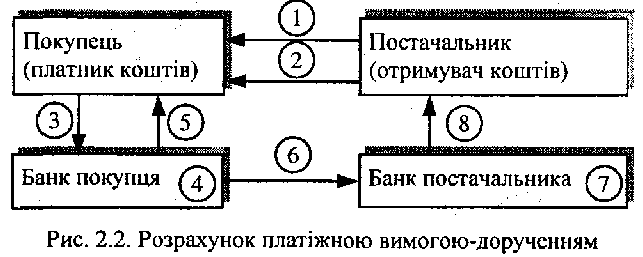 1
Покупець
(платник коштів)
Постачальник
(отримувач коштів)
2
3
5
8
6
Банк покупця
4
Банк постачальника
7
Рис. 2.2. Розрахунок платіжною вимогою-дорученням